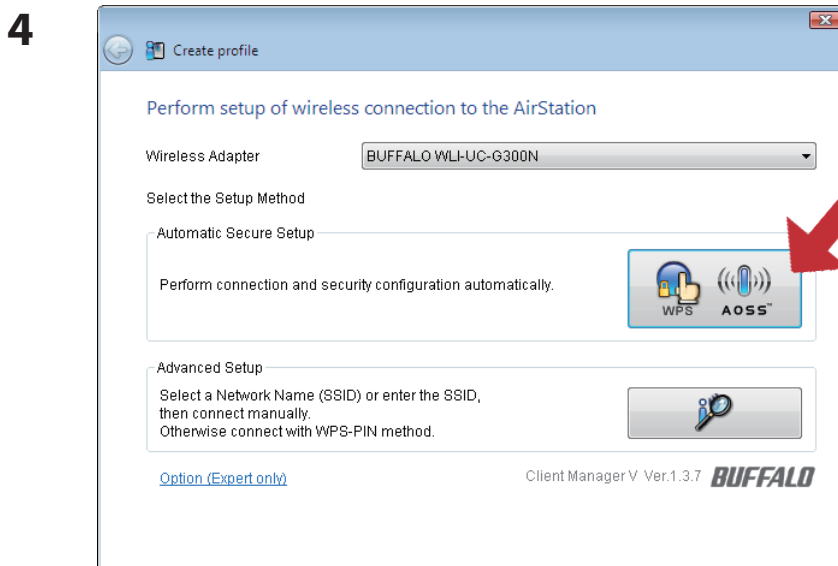 4
Create profile
Perform setup of wireless connection to the AirStation
Wireless Adapter
BUFFALO WLI-UC-G300N
Select the Setup Method
Automatic Secure Setup
Perform connection and security configuration automatically.
WPS AOSS™
Advanced Setup
Select a Network Name (SSID) or enter the SSID,
then connect manually.
Otherwise connect with WPS-PIN method.
Option (Expert only)
Client Manager V Ver.1.3.7 BUFFALO